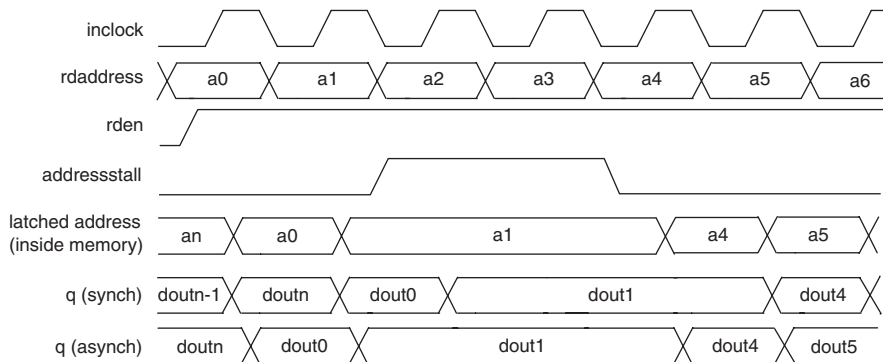 inclock
rdaddress a0 a1 a2 a3 a4 a5 a6
rden
addressstall
latched address
(inside memory) an a0 a1 a4 a5
q (synch) doutn-1 doutn dout0 dout1 dout4
q (asynch) doutn dout0 dout1 dout4 dout5